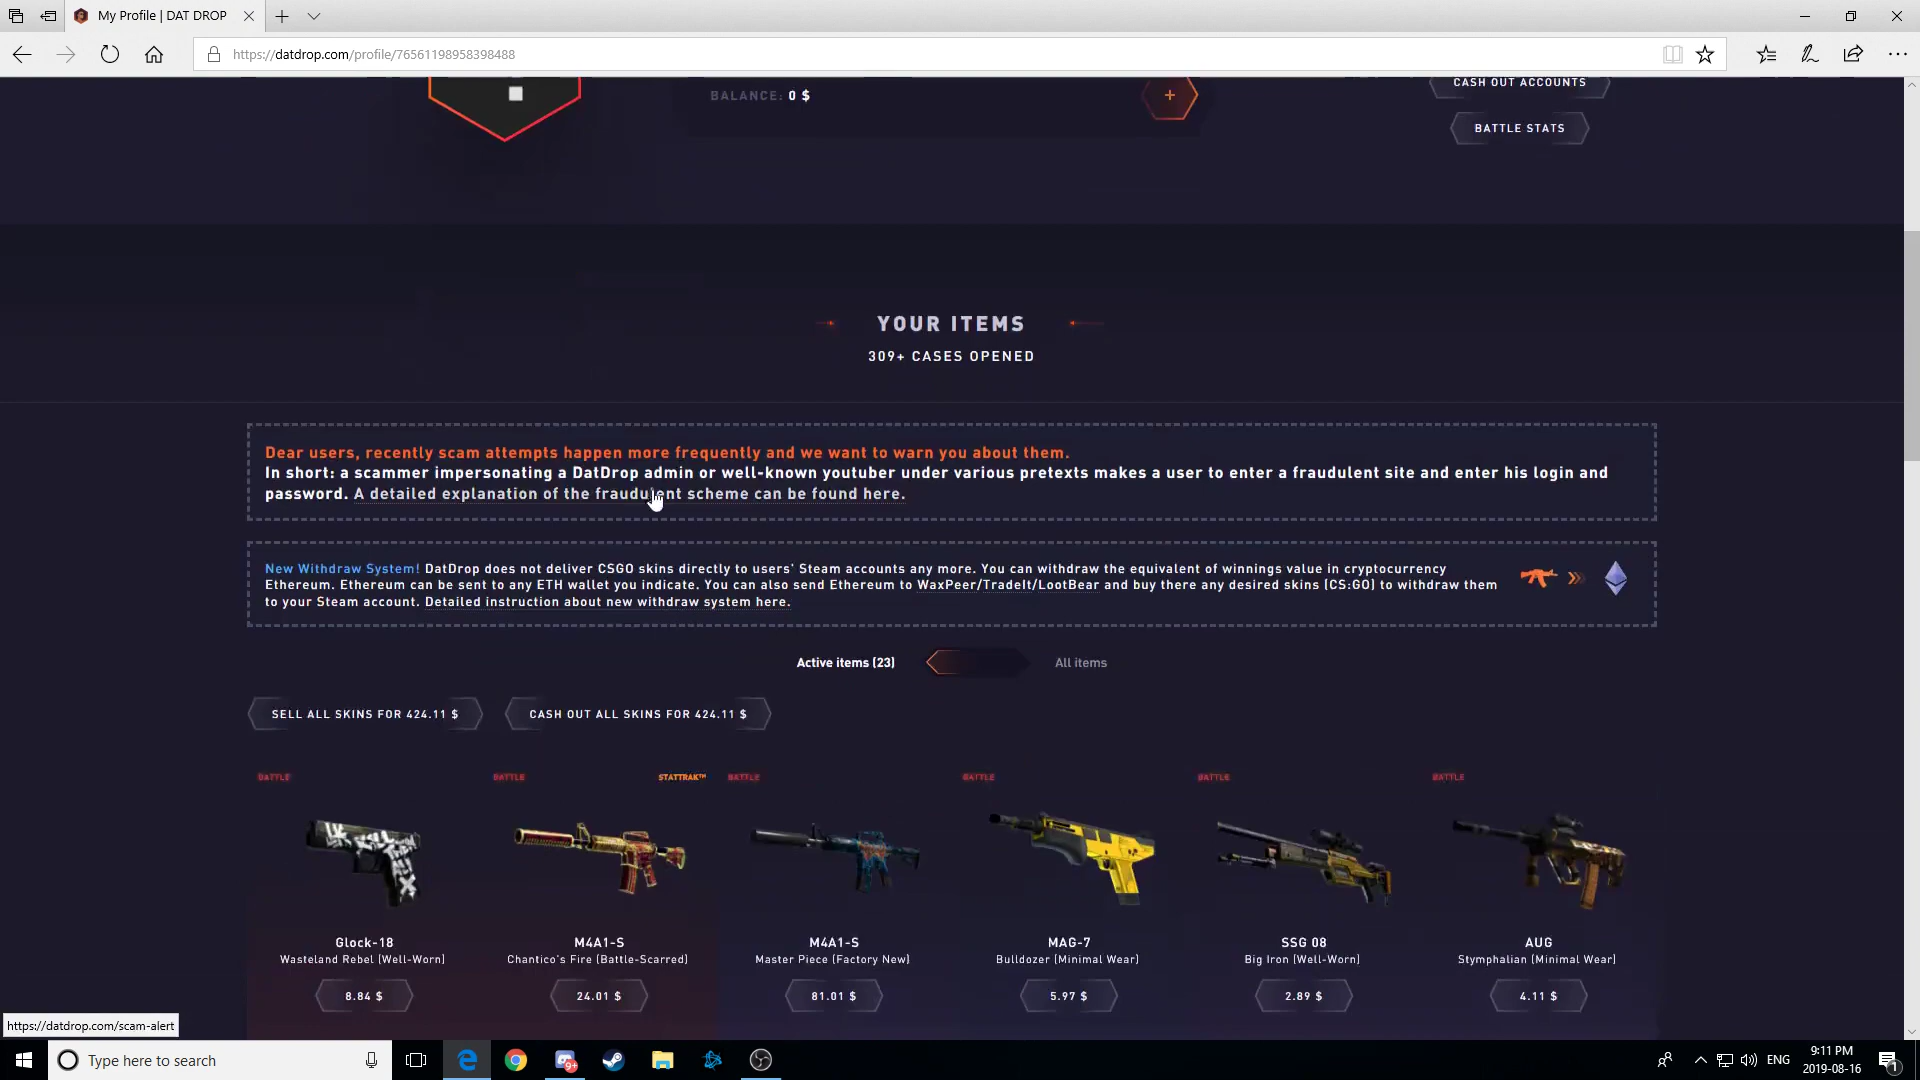 My Profile | DAT DROP
https://datdrop.com/profile/76561198958398488
CASH OUT ACCOUNTS
BALANCE: 0 $
+
BATTLE STATS
YOUR ITEMS
309+ CASES OPENED
Dear users, recently scam attempts happen more frequently and we want to warn you about them.
In short: a scammer impersonating a DatDrop admin or well-known youtuber under various pretexts makes a user to enter a fraudulent site and enter his login and
password. A detailed explanation of the fraudulent scheme can be found here.
New Withdraw System! DatDrop does not deliver CSGO skins directly to users' Steam accounts any more. You can withdraw the equivalent of winnings value in cryptocurrency
Ethereum. Ethereum can be sent to any ETH wallet you indicate. You can also send Ethereum to WaxPeer/TradeIt/LootBear and buy there any desired skins (CS:GO) to withdraw them
to your Steam account. Detailed instruction about new withdraw system here.
Active items (23) All items
SELL ALL SKINS FOR 424.11 $ CASH OUT ALL SKINS FOR 424.11 $
BATTLE BATTLE STATTRAK™ BATTLE BATTLE BATTLE BATTLE
Glock-18 M4A1-S M4A1-S MAG-7 SSG 08 AUG
Wasteland Rebel (Well-Worn) Chantico's Fire (Battle-Scarred) Master Piece (Factory New) Bulldozer (Minimal Wear) Big Iron (Well-Worn) Stymphalian (Minimal Wear)
8.84 $ 24.01 $ 81.01 $ 5.97 $ 2.89 $ 4.11 $
https://datdrop.com/scam-alert
Type here to search
ENG
9:11 PM
2019-08-16